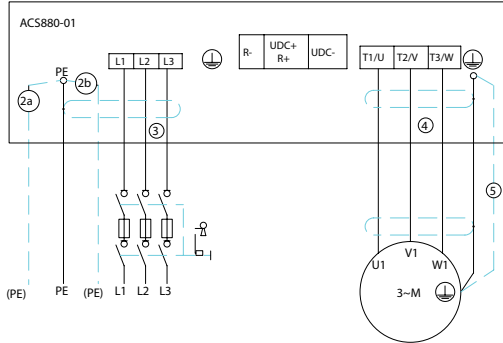 ACS880-01
L1 L2 L3
R-
UDC+
R+
UDC-
T1/U T2/V T3/W
PE
2a
2b
3
4
5
(PE)
PE
(PE)
L1 L2 L3
U1
V1
W1
3~M